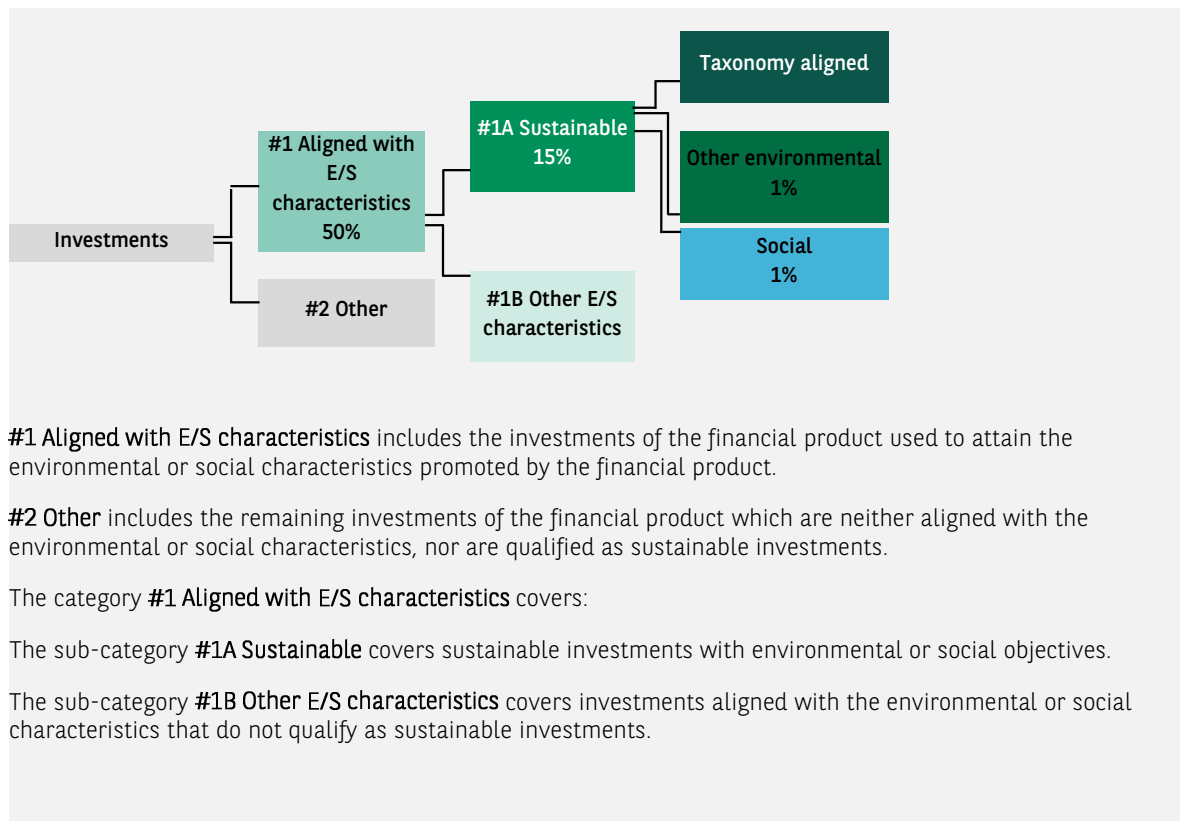 Taxonomy aligned
#1A Sustainable
15%
#1 Aligned with
E/S
characteristics
50%
Other environmental
1%
Investments
Social
1%
#2 Other
#1B Other E/S
characteristics
#1 Aligned with E/S characteristics includes the investments of the financial product used to attain the
environmental or social characteristics promoted by the financial product.
#2 Other includes the remaining investments of the financial product which are neither aligned with the
environmental or social characteristics, nor are qualified as sustainable investments.
The category #1 Aligned with E/S characteristics covers:
The sub-category #1A Sustainable covers sustainable investments with environmental or social objectives.
The sub-category #1B Other E/S characteristics covers investments aligned with the environmental or social
characteristics that do not qualify as sustainable investments.